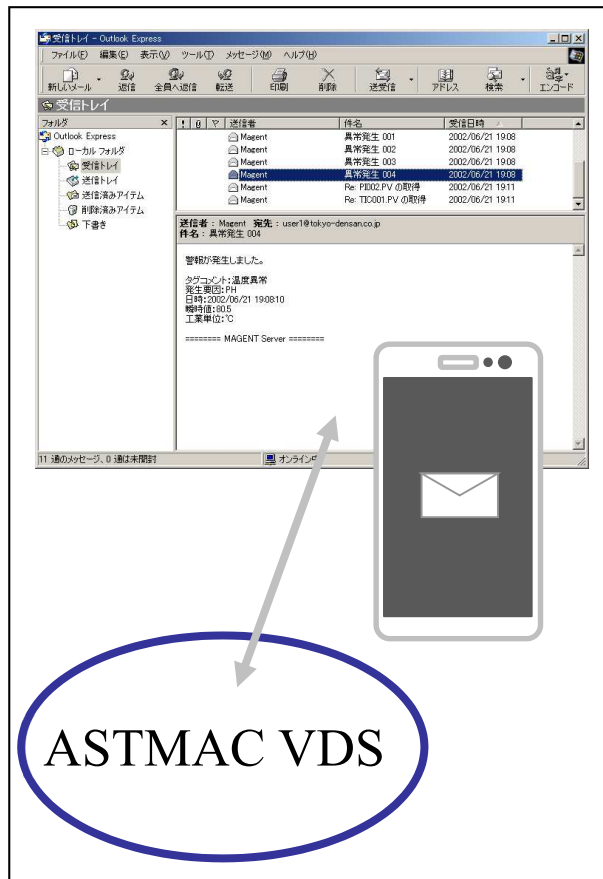 受信トレイ - Outlook Express
ファイル(F) 編集(E) 表示(V) ツール(T) メッセージ(M) ヘルプ(H)
新しいメール 返信 全員へ返信 転送 印刷 削除 送受信 アドレス 検索 エンコード
受信トレイ
フォルダ ×
Outlook Express
ローカル フォルダ
受信トレイ
送信トレイ
送信済みアイテム
削除済みアイテム
下書き
! 送信者 件名 受信日時
Magent 異常発生 001 2002/06/21 19:08
Magent 異常発生 002 2002/06/21 19:08
Magent 異常発生 003 2002/06/21 19:08
Magent 異常発生 004 2002/06/21 19:08
Magent Re: PI002.PV の取得 2002/06/21 19:11
Magent Re: TIC001.PV の取得 2002/06/21 19:11
送信者 : Magent 宛先 : user1@tokyo-densan.co.jp
件名 : 異常発生 004
警報が発生しました。
タグコメント:温度異常
発生要因:PH
日時:2002/06/21 19:08:10
瞬時値:80.5
工業単位:℃
======== MAGENT Server ========
11 通のメッセージ、0 通は未開封
オンライン中
ASTMAC VDS